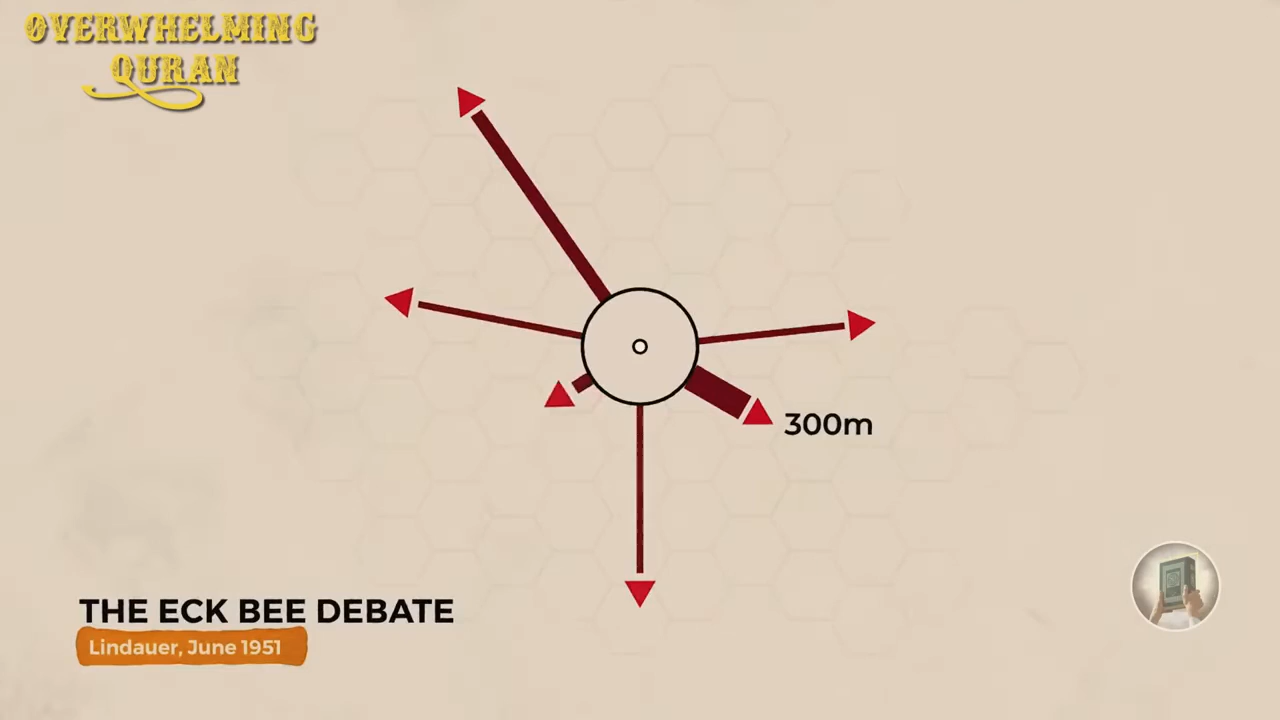 OVERWHELMING
QURAN
300m
THE ECK BEE DEBATE
Lindauer, June 1951